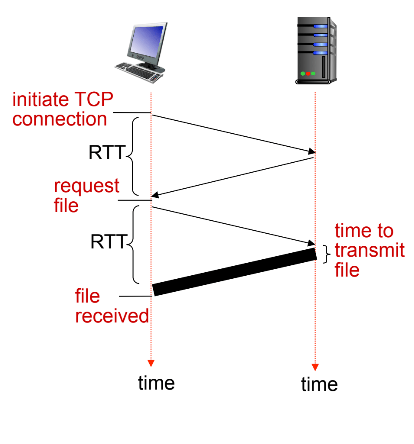 initiate TCP
connection
RTT
request
file
RTT
time to
transmit
file
file
received
time
time